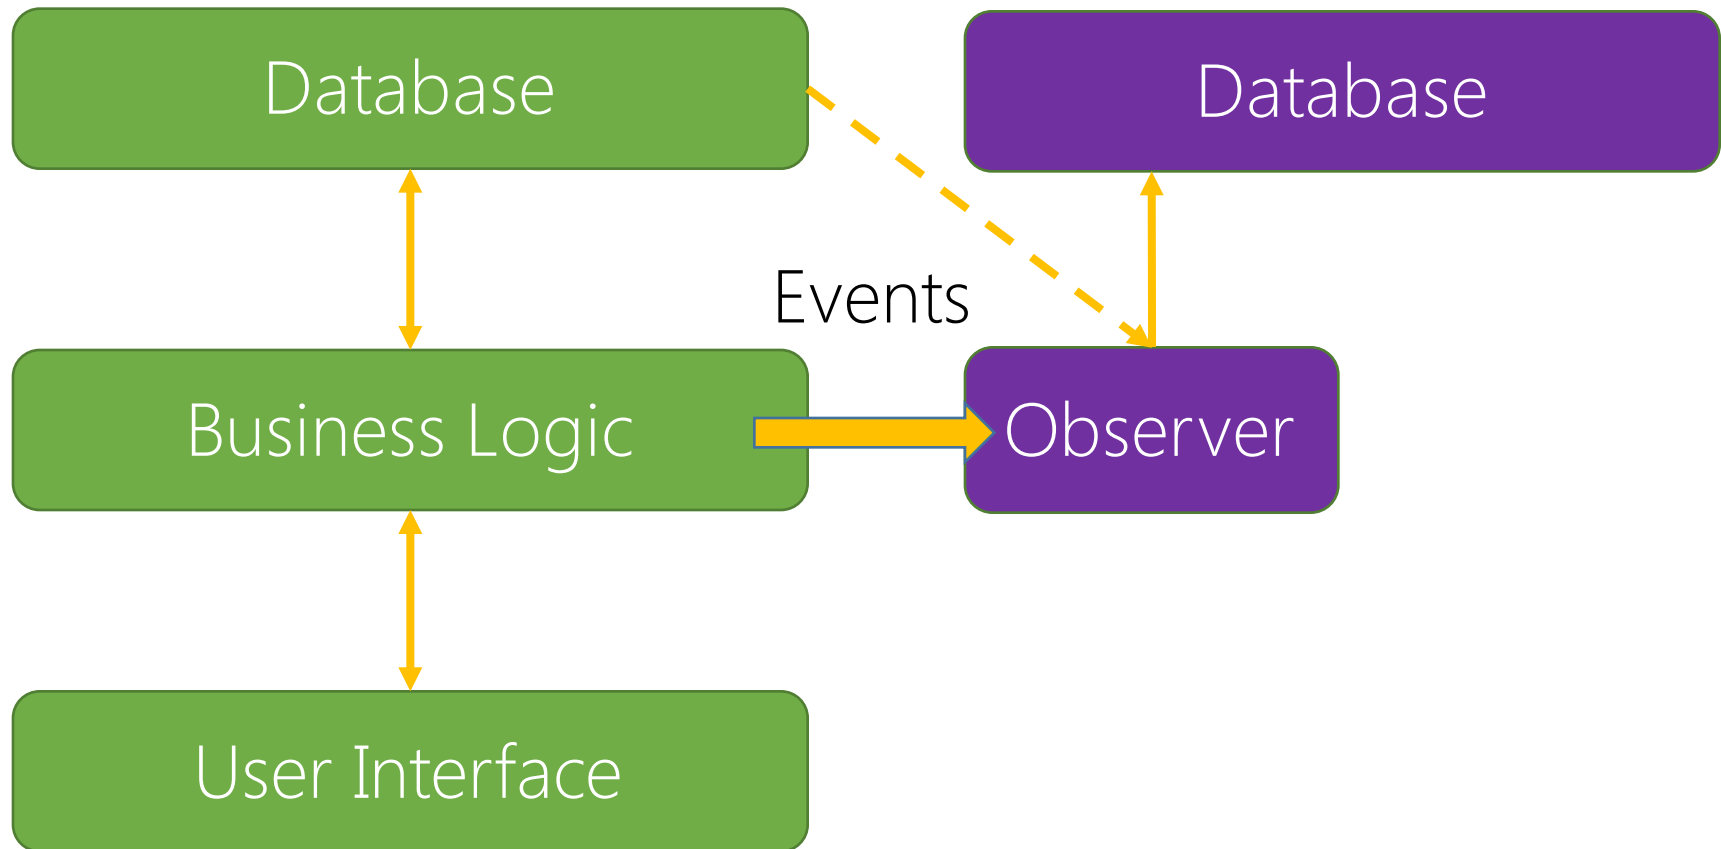 Database
Database
Events
Business Logic
Observer
User Interface